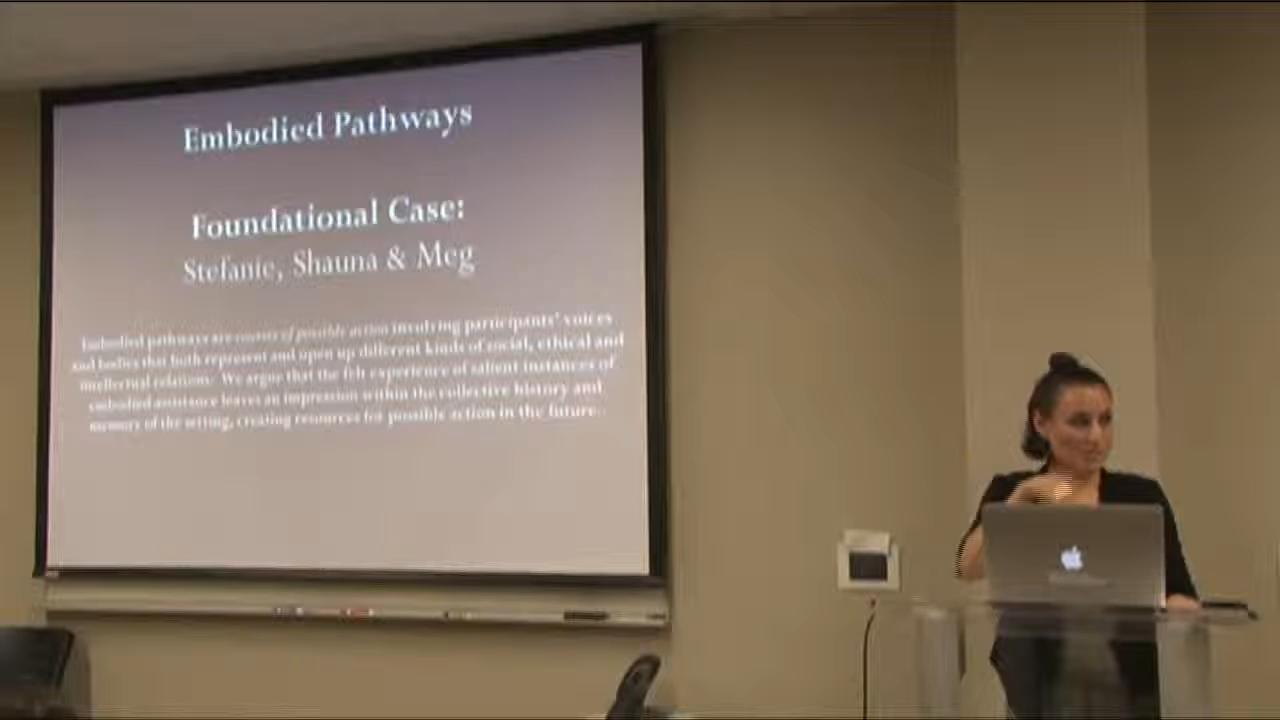 Embodied Pathways
Foundational Case:
Stefanie, Shauna & Meg
Embodied pathways are courses of possible action involving participants' voices
and bodies that both represent and open up different kinds of social, ethical and
intellectual relations. We argue that the felt experience of salient instances of
embodied assistance leaves an impression within the collective history and
memory of the setting, creating resources for possible action in the future.